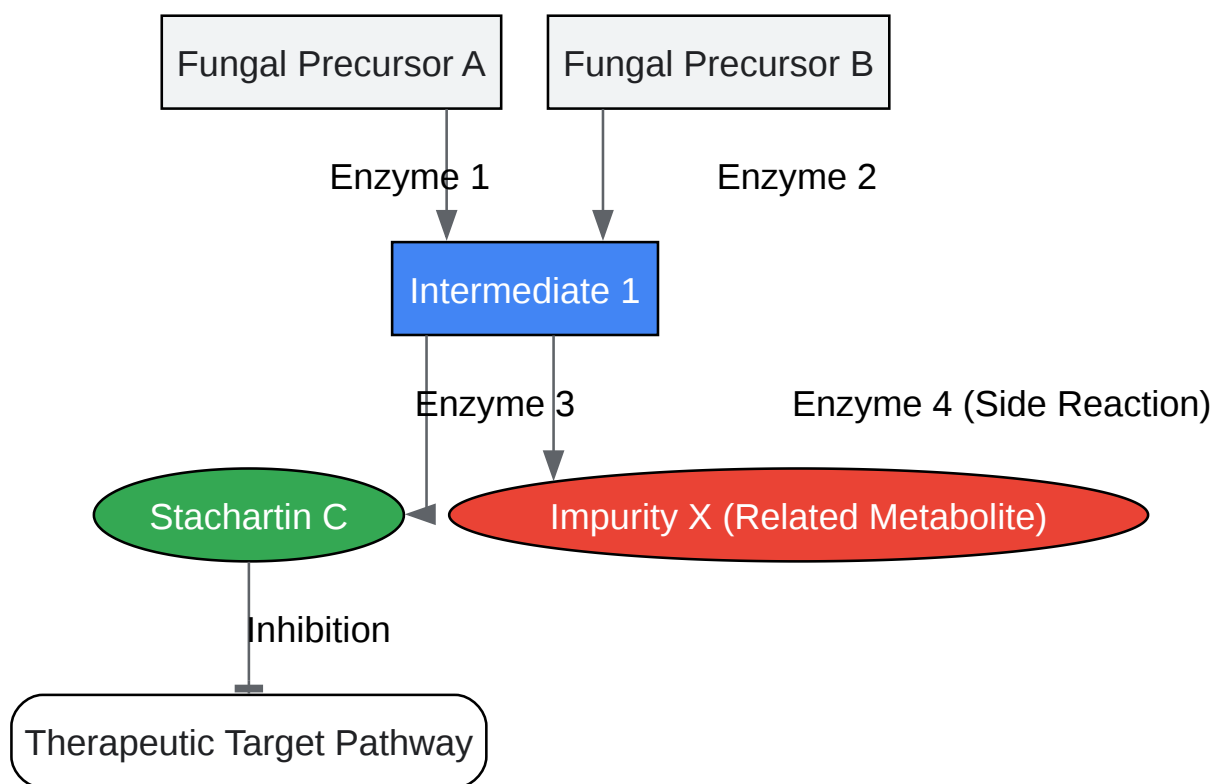 Fungal Precursor A
Fungal Precursor B
Enzyme 1
Enzyme 2
Intermediate 1
Enzyme 3
Enzyme 4 (Side Reaction)
Stachartin C
Impurity X (Related Metabolite)
Inhibition
Therapeutic Target Pathway